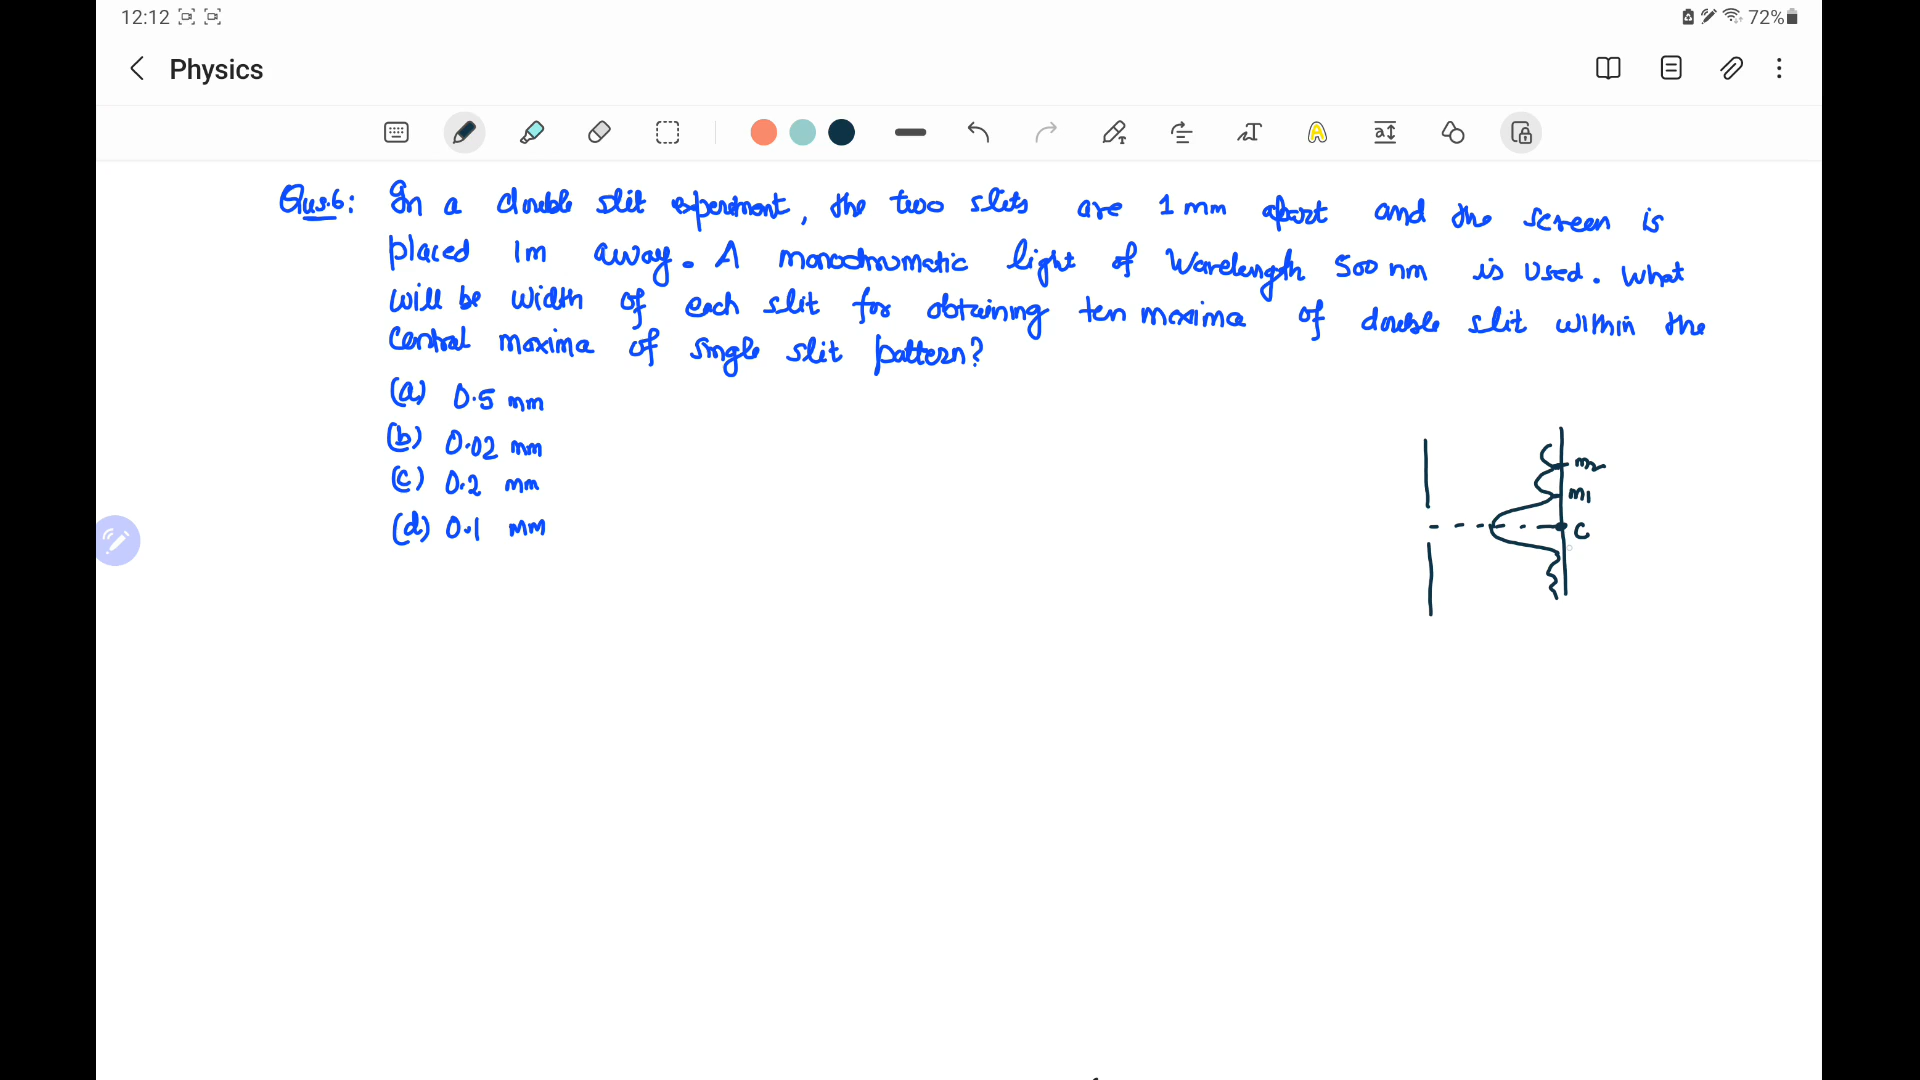 12:12
72%
Physics
Qus.6: In a double slit experiment, the two slits are 1 mm apart and the screen is
placed 1m away. A monochromatic light of Wavelength 500 nm is used. What
will be width of each slit for obtaining ten maxima of double slit within the
Central maxima of single slit pattern?
(a) 0.5 mm
(b) 0.02 mm
(c) 0.2 mm
(d) 0.1 mm
m2
m1
C